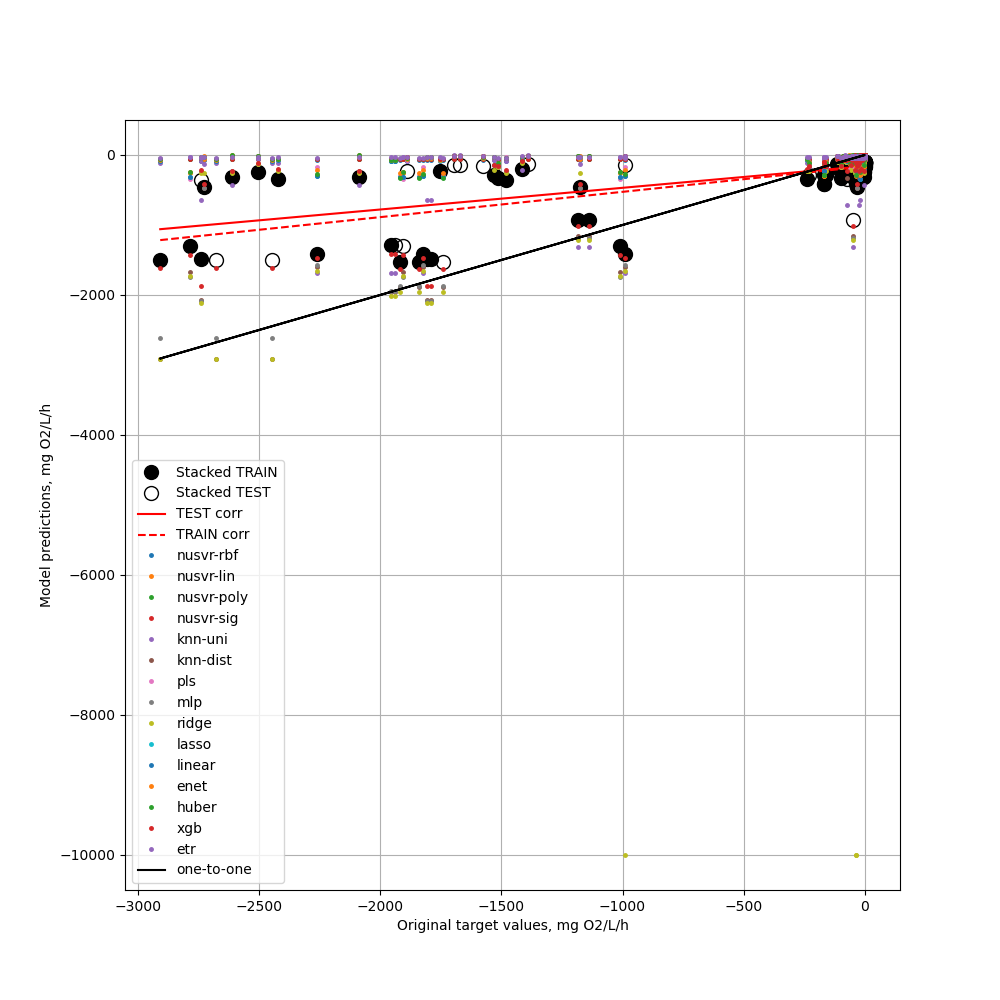 0
−2000
−4000
−6000
−8000
−10000
Model predictions, mg O2/L/h
Stacked TRAIN
Stacked TEST
TEST corr
TRAIN corr
nusvr-rbf
nusvr-lin
nusvr-poly
nusvr-sig
knn-uni
knn-dist
pls
mlp
ridge
lasso
linear
enet
huber
xgb
etr
one-to-one
−3000 −2500 −2000 −1500 −1000 −500 0
Original target values, mg O2/L/h